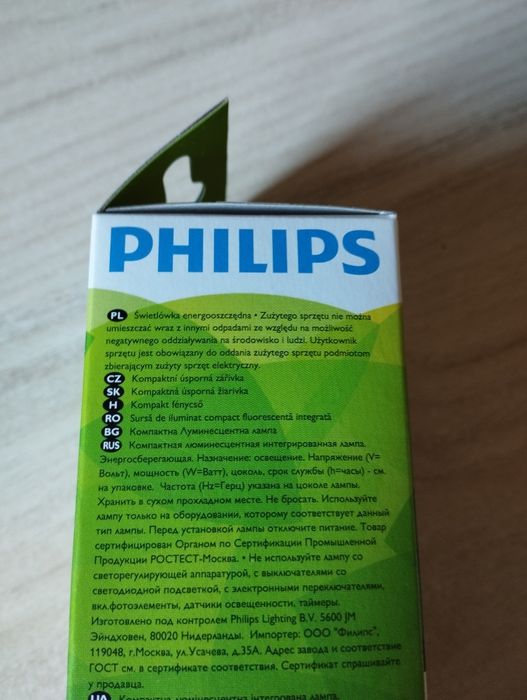 PHILIPS
PL Świetlówka energooszczędna • Zużytego sprzętu nie można
umieszczać wraz z innymi odpadami ze względu na możliwość
negatywnego oddziaływania na środowisko i ludzi. Użytkownik
sprzętu jest obowiązany do oddania zużytego sprzętu podmiotom
zbierającym zużyty sprzęt elektryczny.
CZ Kompaktní úsporná zářivka
SK Kompaktná úsporná žiarivka
H Kompakt fénycső
RO Sursă de iluminat compact fluorescentă integrată
BG Компактна Луминесцентна лампа
RUS Компактная люминесцентная интегрированная лампа.
Энергосберегающая. Назначение: освещение. Напряжение (V=
Вольт), мощность (W=Ватт), цоколь, срок службы (h=часы) - см.
на упаковке. Частота (Hz=Герц) указана на цоколе лампы.
Хранить в сухом прохладном месте. Не бросать. Используйте
лампу только на оборудовании, которому соответствует данный
тип лампы. Перед установкой лампы отключите питание. Товар
сертифицирован Органом по Сертификации Промышленной
Продукции РОСТЕСТ-Москва. • Не используйте лампу со
светорегулирующей аппаратурой, с выключателями со
светодиодной подсветкой, с электронными переключателями,
вкл.фотоэлементы, датчики освещенности, таймеры.
Изготовлено под контролем Philips Lighting B.V. 5600 JM
Эйндховен, 80020 Нидерланды. Импортер: ООО "Филипс",
119048, г.Москва, ул.Усачева, д.35А. Адрес завода и соответствие
ГОСТ см. в сертификате соответствия. Сертификат спрашивайте
у продавца.
UA Компактна люмінесцентна інтегрована лампа.